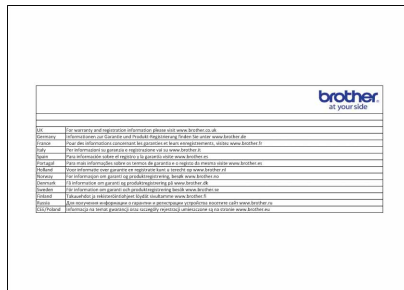 brother
at your side
UK For warranty and registration information please visit www.brother.co.uk
Germany Informationen zur Garantie und Produkt-Registrierung finden Sie unter www.brother.de
France Pour des informations concernant les garanties et leurs enregistrements, visitez www.brother.fr
Italy Per informazioni su garanzia e registrazione vai su www.brother.it
Spain Para información sobre el registro y la garantía visite www.brother.es
Portugal Para mais informações sobre os termos de garantia e o registo da mesma visite www.brother.es
Holland Voor informatie over garantie en registratie kunt u terecht op www.brother.nl
Norway For informasjon om garanti og produktregistrering, besøk www.brother.no
Denmark Få information om garanti og produktregistrering på www.brother.dk
Sweden För information om garanti och produktregistrering besök www.brother.se
Finland Takuuehdot ja rekisteröintiohjeet löydät sivultamme www.brother.fi
Russia Для получения информации о гарантии и регистрации устройства посетите сайт www.brother.ru
CEE/Poland Informacja na temat gwarancji oraz szczegóły rejestracji umieszczone są na stronie www.brother.eu